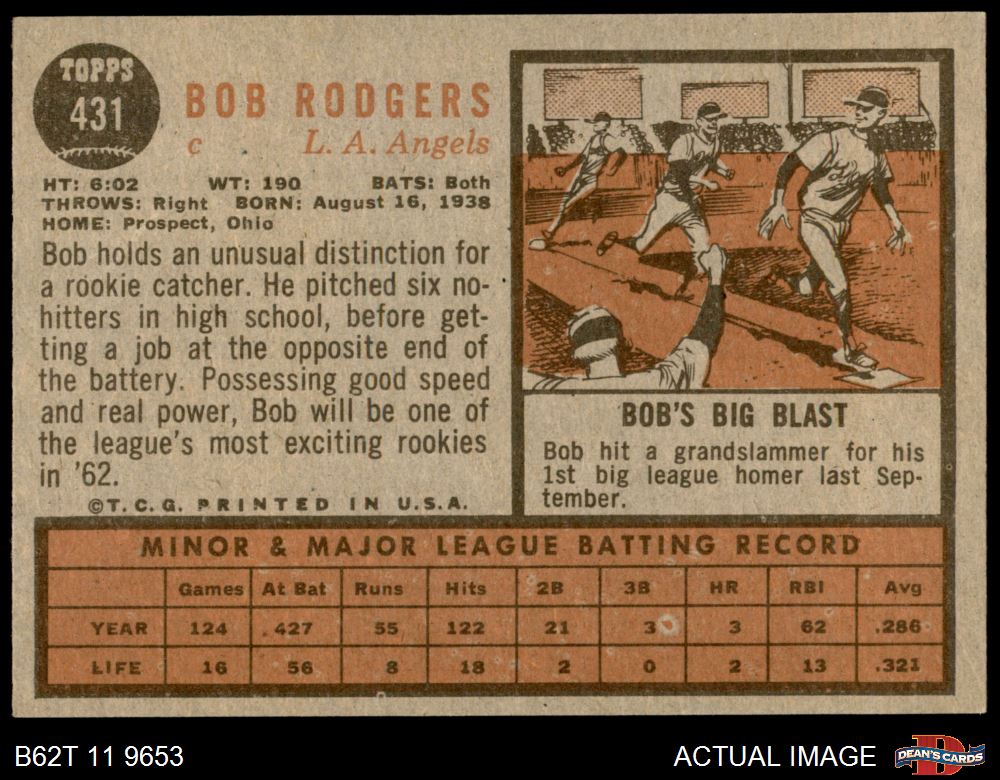 TOPPS
431
BOB RODGERS
c L. A. Angels
HT: 6:02 WT: 190 BATS: Both
THROWS: Right BORN: August 16, 1938
HOME: Prospect, Ohio
Bob holds an unusual distinction for
a rookie catcher. He pitched six no-
hitters in high school, before get-
ting a job at the opposite end of
the battery. Possessing good speed
and real power, Bob will be one of
the league's most exciting rookies
in '62.
©T.C.G. PRINTED IN U.S.A.
BOB'S BIG BLAST
Bob hit a grandslammer for his
1st big league homer last Sep-
tember.
MINOR & MAJOR LEAGUE BATTING RECORD
Games At Bat Runs Hits 2B 3B HR RBI Avg
YEAR 124 427 55 122 21 3 3 62 .286
LIFE 16 56 8 18 2 0 2 13 .321
B62T 11 9653
ACTUAL IMAGE
D
DEAN'S CARDS